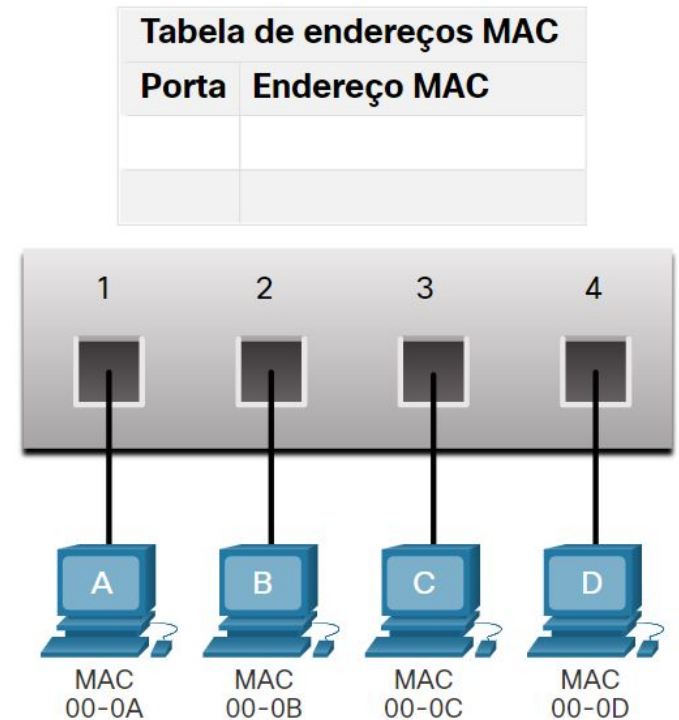 Tabela de endereços MAC
Porta Endereço MAC
1 2 3 4
A B C D
MAC MAC MAC MAC
00-0A 00-0B 00-0C 00-0D